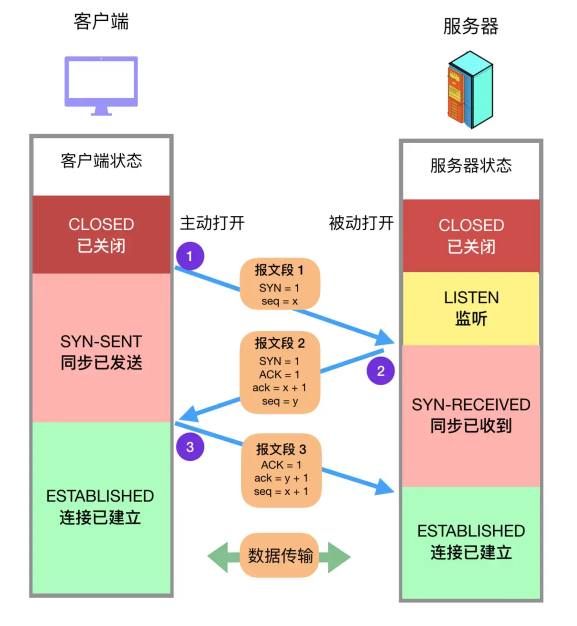 客户端
服务器
客户端状态
服务器状态
CLOSED
已关闭
主动打开
被动打开
CLOSED
已关闭
1
报文段 1
SYN = 1
seq = x
LISTEN
监听
SYN-SENT
同步已发送
报文段 2
SYN = 1
ACK = 1
ack = x + 1
seq = y
2
SYN-RECEIVED
同步已收到
3
报文段 3
ACK = 1
ack = y + 1
seq = x + 1
ESTABLISHED
连接已建立
ESTABLISHED
连接已建立
数据传输